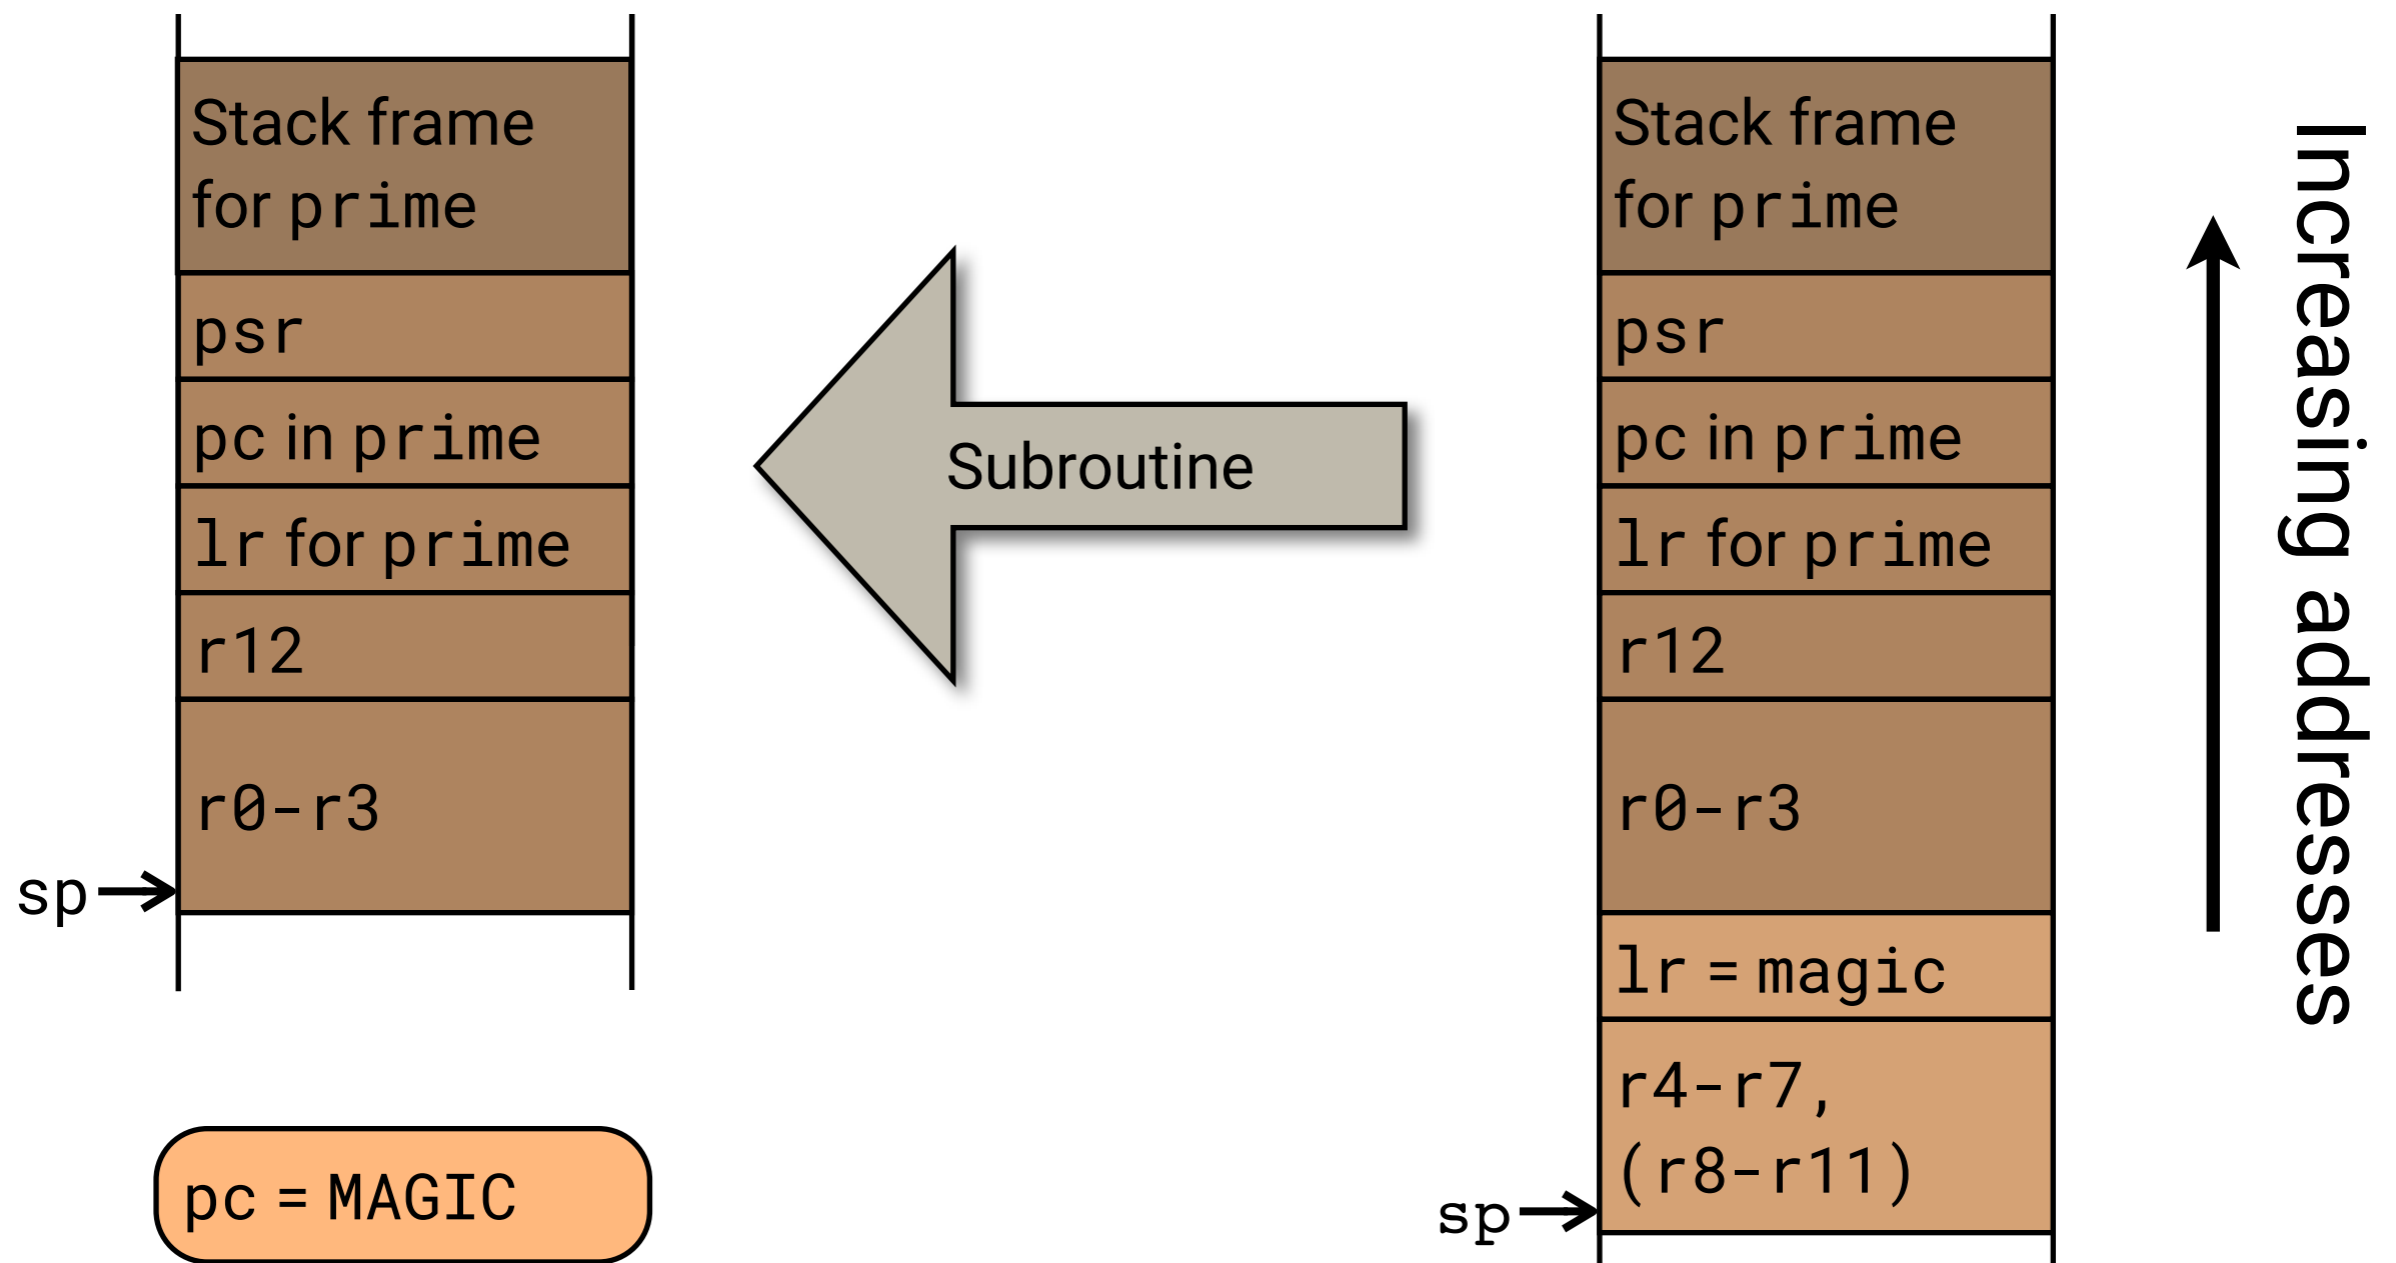 Stack frame
for prime
psr
pc in prime
lr for prime
r12
r0-r3
sp
pc = MAGIC
Subroutine
Stack frame
for prime
psr
pc in prime
lr for prime
r12
r0-r3
lr = magic
r4-r7,
(r8-r11)
sp
Increasing addresses